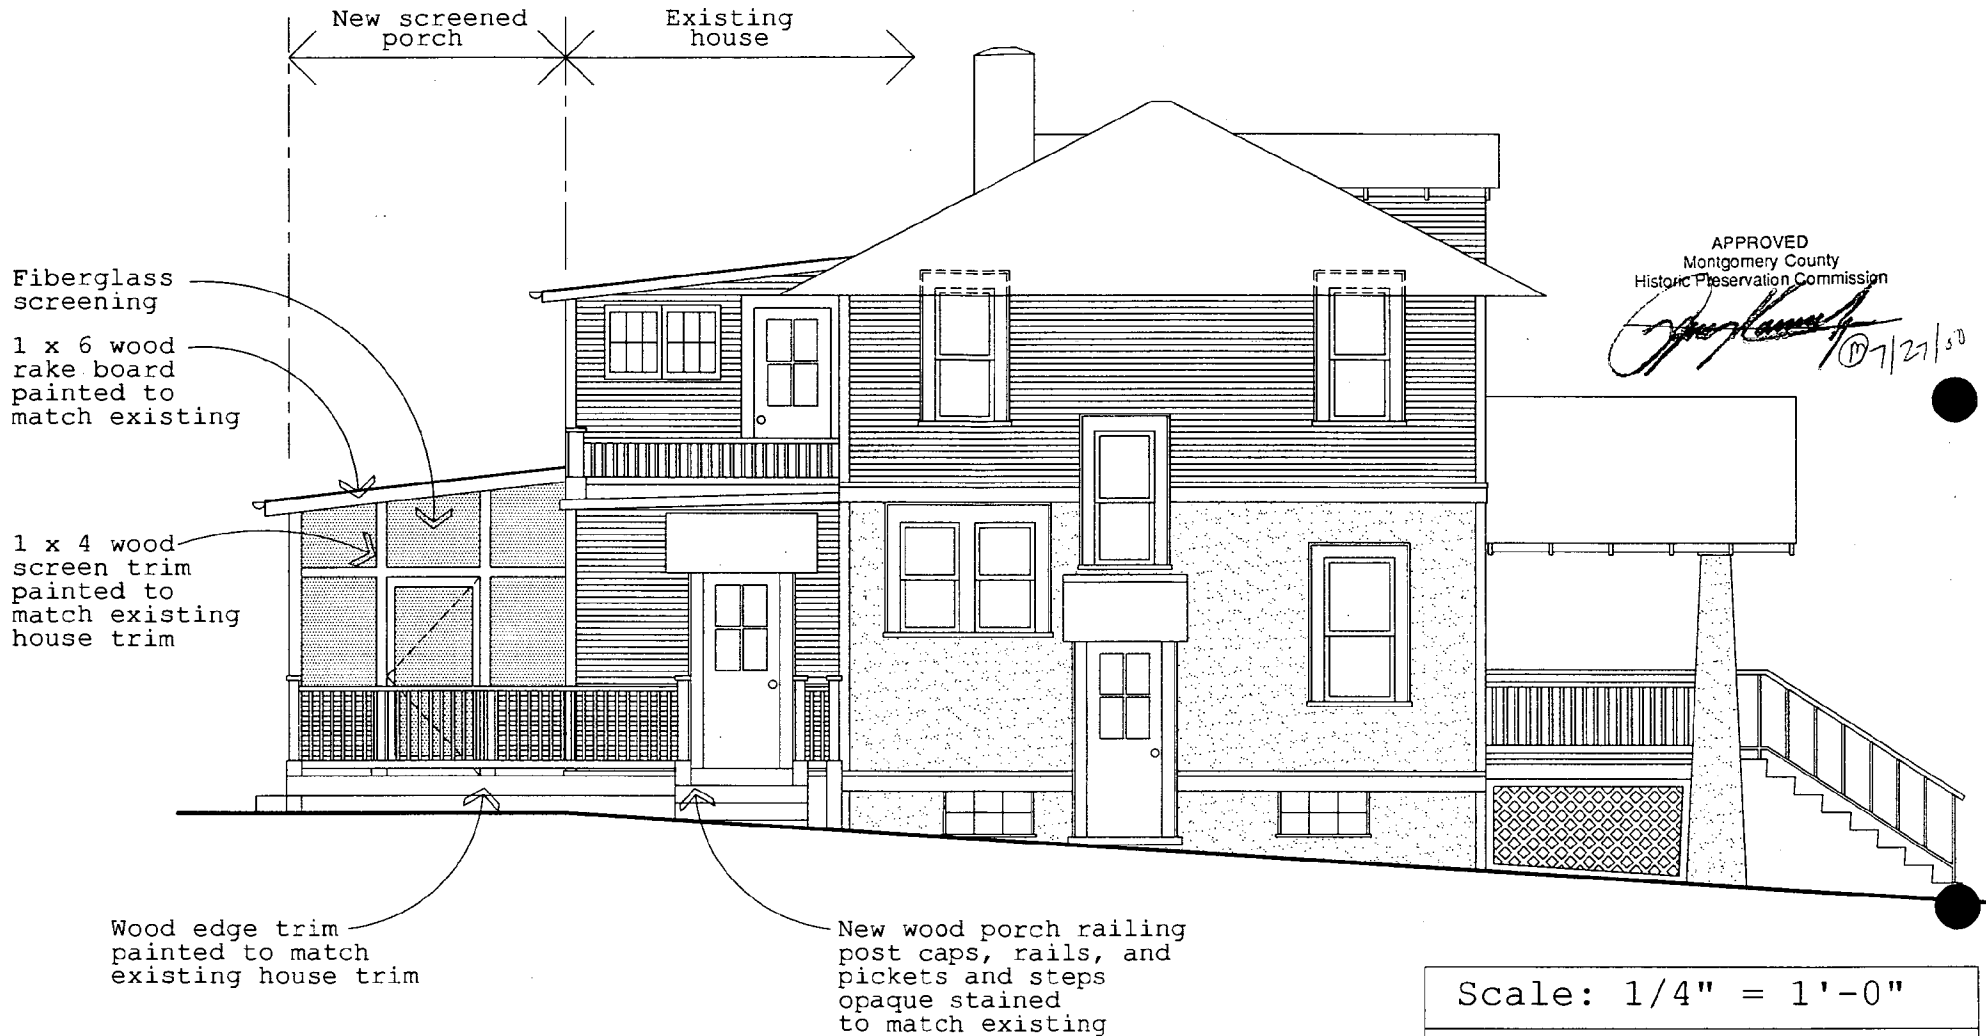 New screened
porch
Existing
house
APPROVED
Montgomery County
Historic Preservation Commission
7/27/00
Fiberglass
screening
1 x 6 wood
rake board
painted to
match existing
1 x 4 wood
screen trim
painted to
match existing
house trim
Wood edge trim
painted to match
existing house trim
New wood porch railing
post caps, rails, and
pickets and steps
opaque stained
to match existing
Scale: 1/4" = 1'-0"